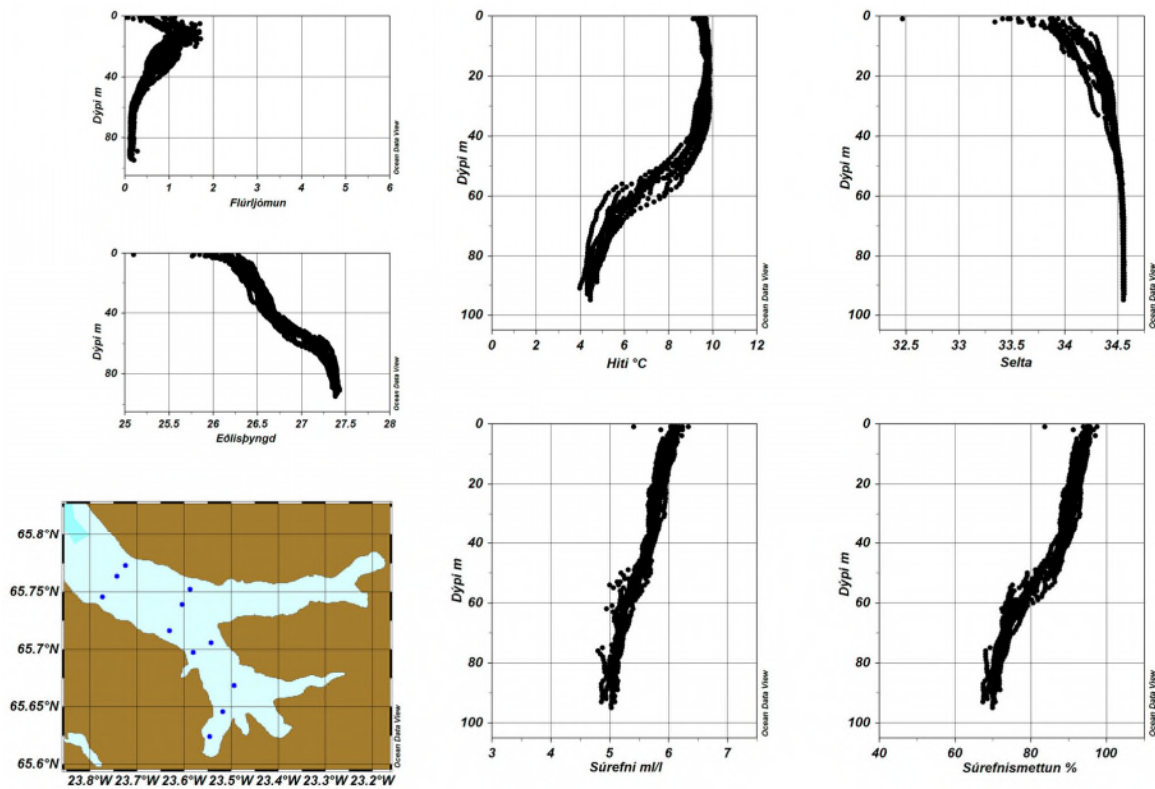 0
40
80
Dýpi m
0 1 2 3 4 5 6
Flúrljómun
Ocean Data View
0
20
40
60
80
100
Dýpi m
0 2 4 6 8 10 12
Hiti °C
Ocean Data View
0
20
40
60
80
100
Dýpi m
32.5 33 33.5 34 34.5
Selta
Ocean Data View
0
40
80
Dýpi m
25 25.5 26 26.5 27 27.5 28
Eðlisþyngd
Ocean Data View
65.8°N
65.75°N
65.7°N
65.65°N
65.6°N
23.8°W 23.7°W 23.6°W 23.5°W 23.4°W 23.3°W 23.2°W
Ocean Data View
0
20
40
60
80
100
Dýpi m
3 4 5 6 7
Súrefni ml/l
Ocean Data View
0
20
40
60
80
100
Dýpi m
40 60 80 100
Súrefnismettun %
Ocean Data View